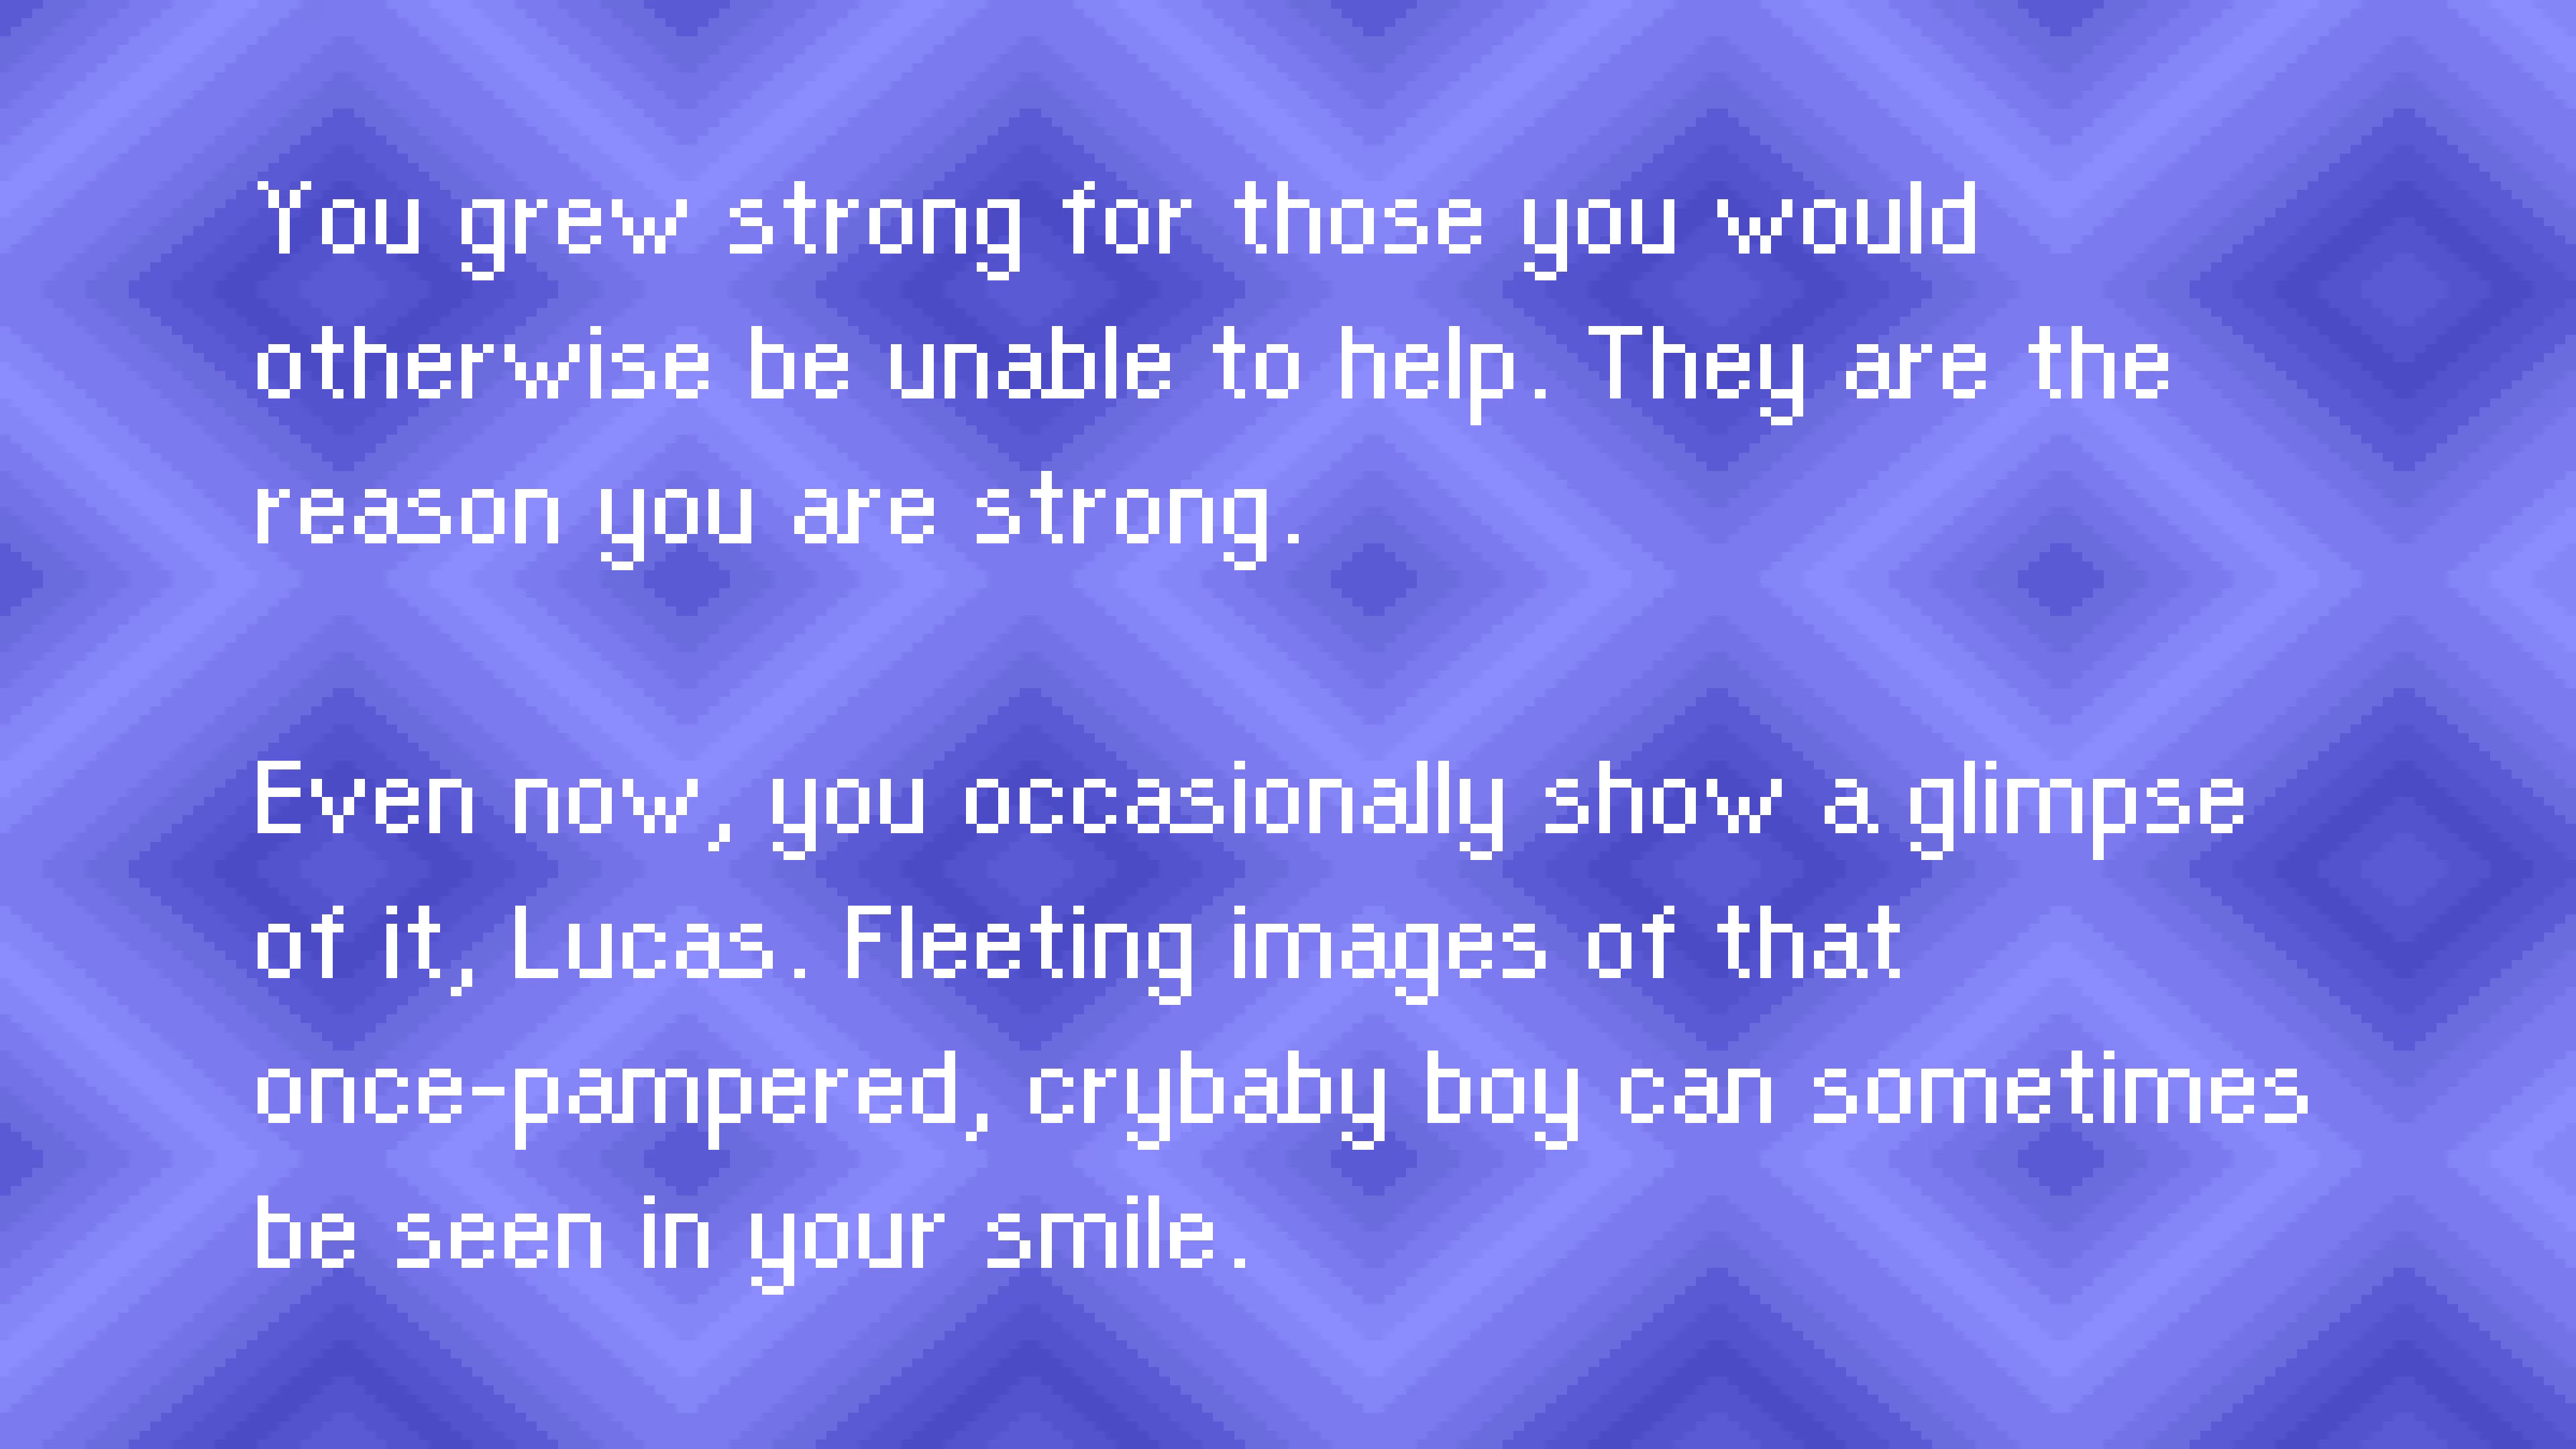 You grew strong for those you would
otherwise be unable to help. They are the
reason you are strong.
Even now, you occasionally show a glimpse
of it, Lucas. Fleeting images of that
once-pampered, crybaby boy can sometimes
be seen in your smile.